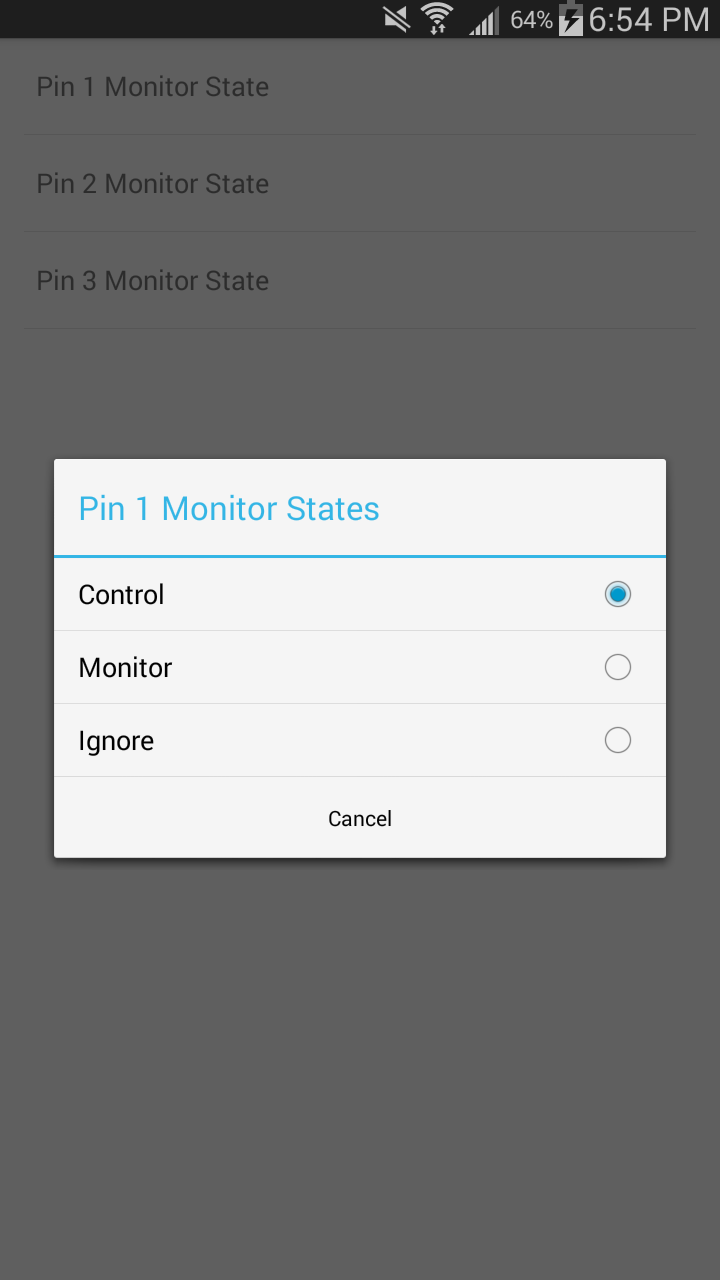 64% 6:54 PM
Pin 1 Monitor State
Pin 2 Monitor State
Pin 3 Monitor State
Pin 1 Monitor States
Control
Monitor
Ignore
Cancel